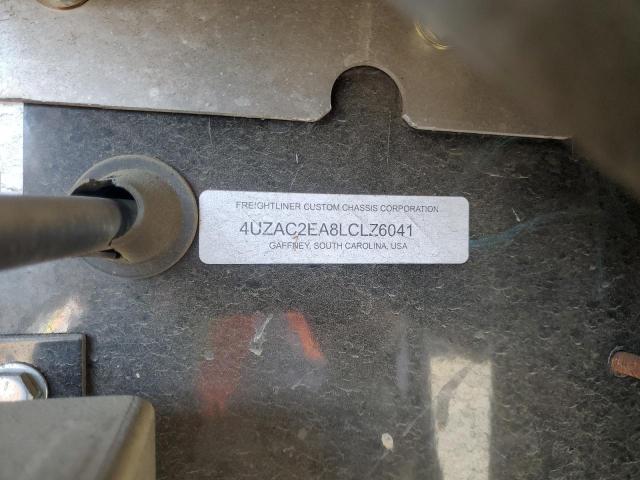 FREIGHTLINER CUSTOM CHASSIS CORPORATION
4UZAC2EA8LCLZ6041
GAFFNEY, SOUTH CAROLINA, USA